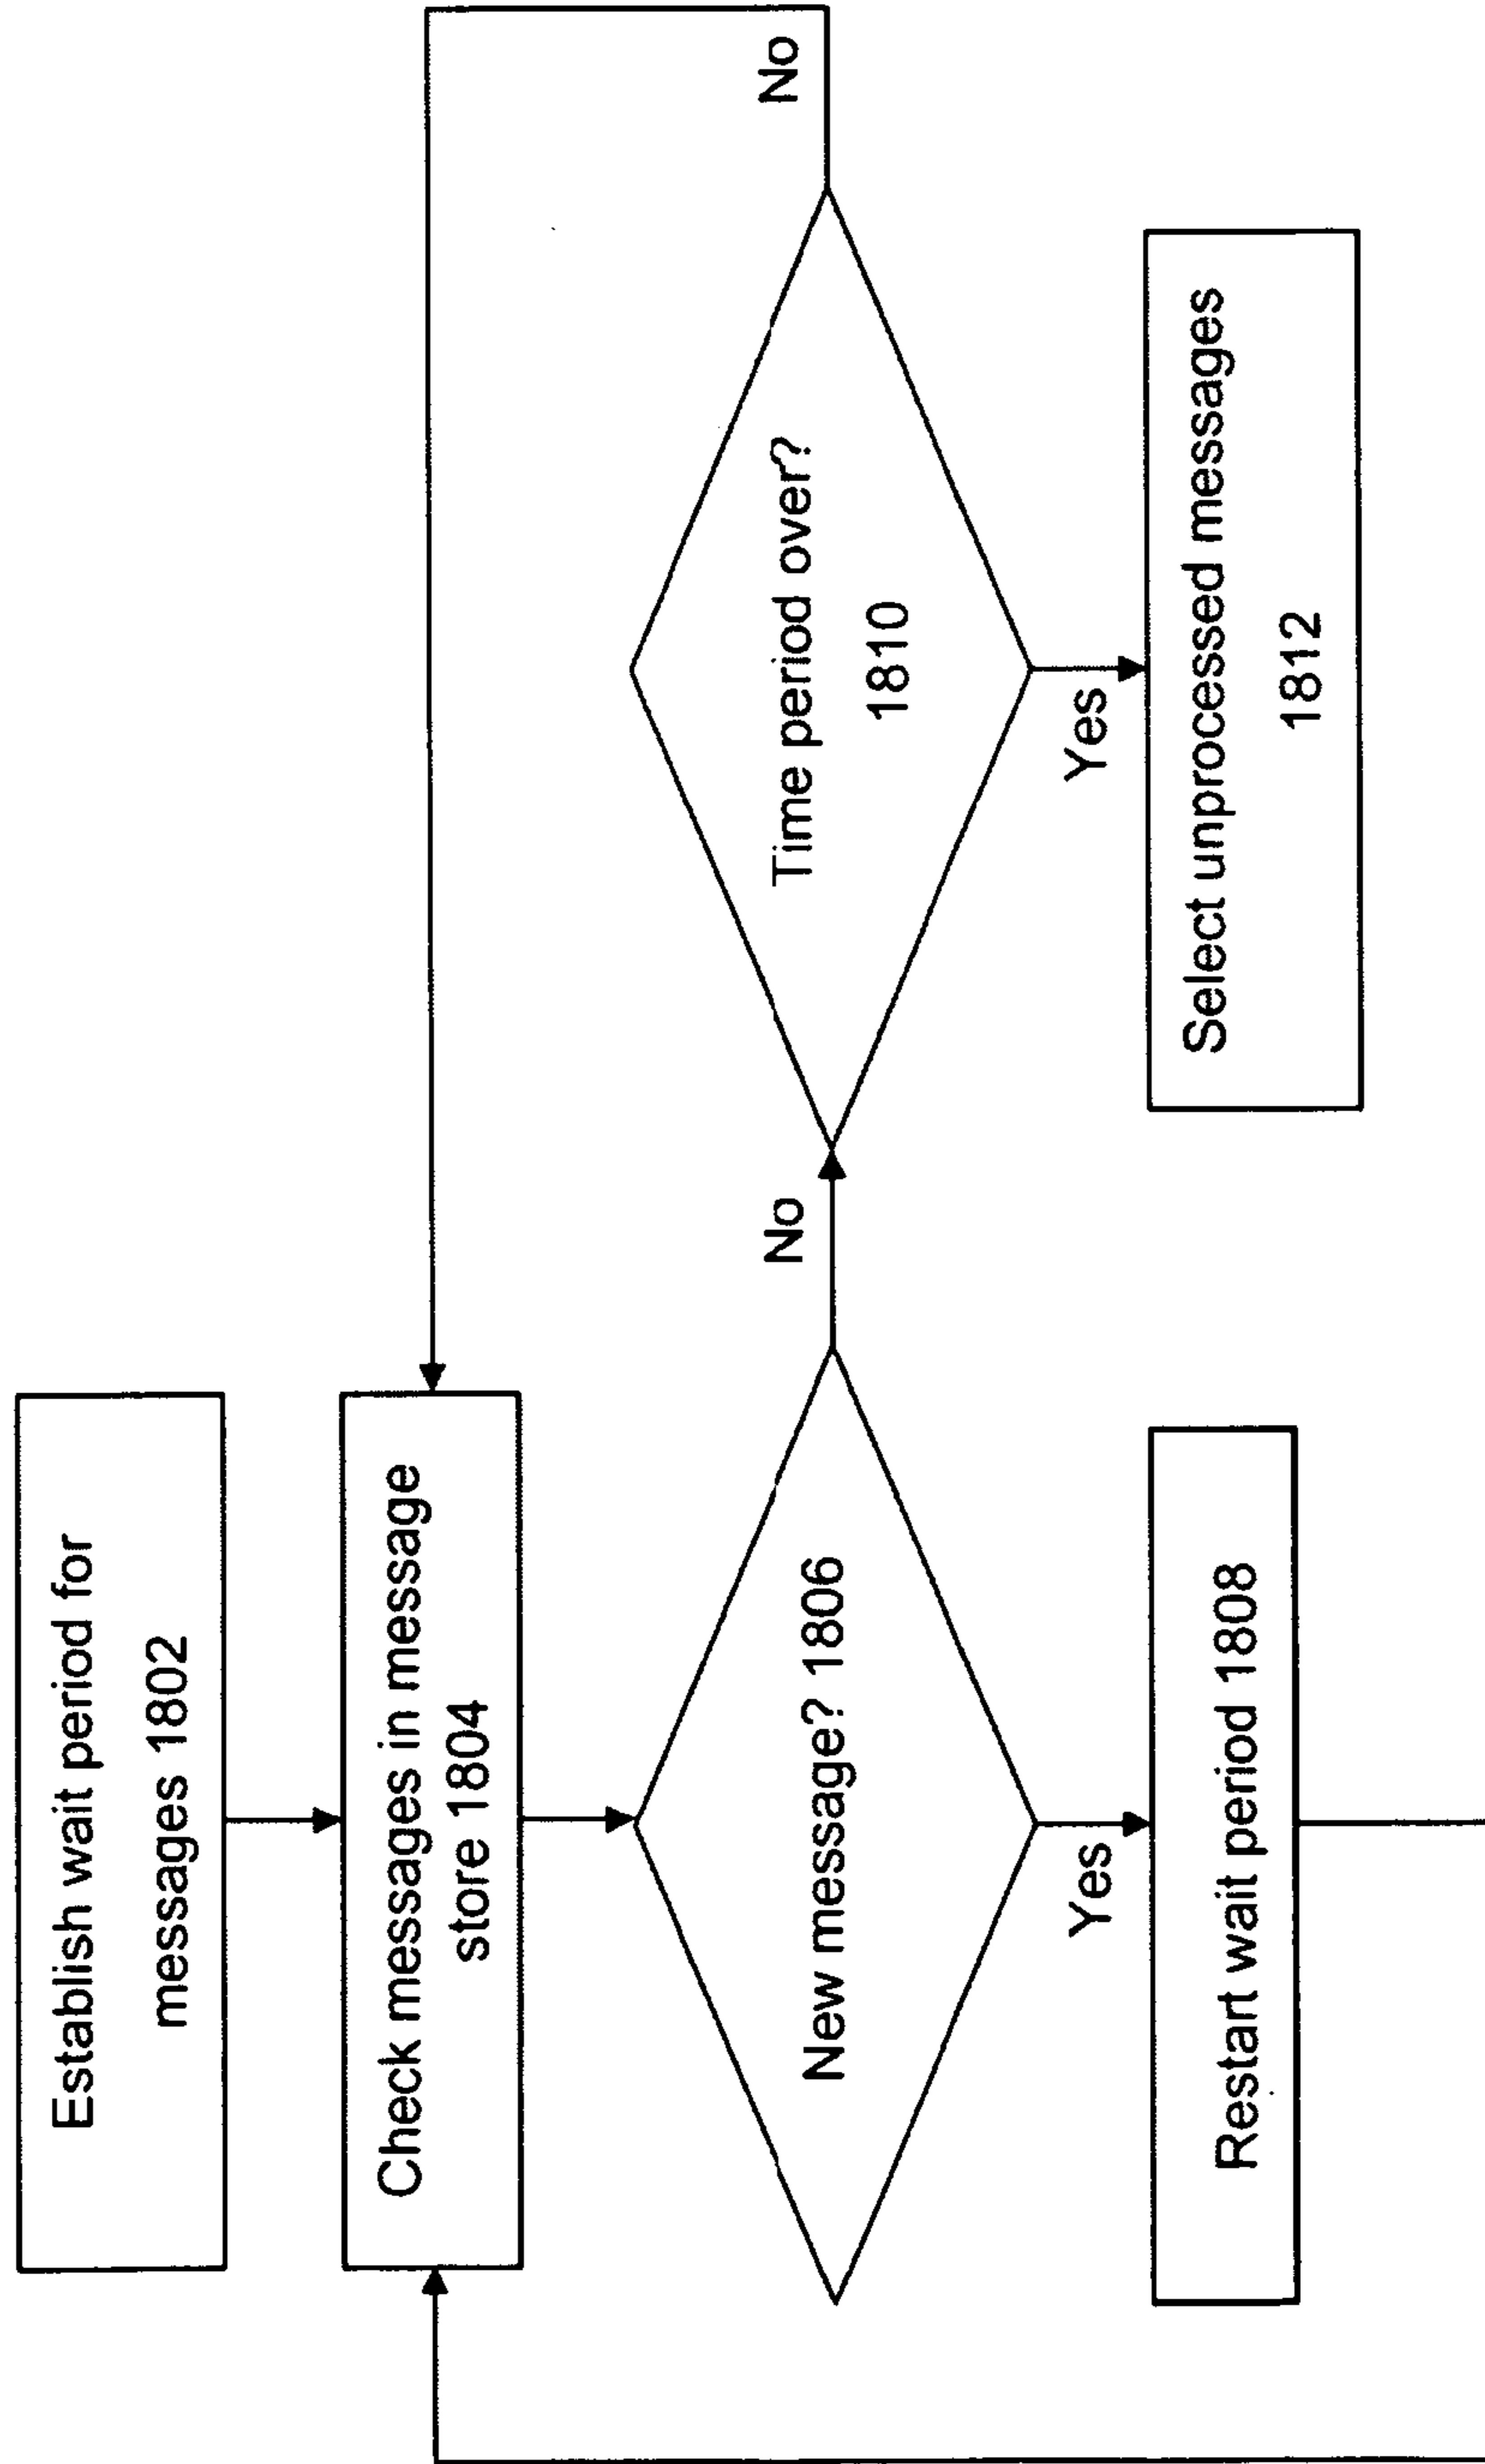 Establish wait period for
messages 1802
Check messages in message
store 1804
New message? 1806
No
Time period over?
1810
No
Yes
Restart wait period 1808
Yes
Select unprocessed messages
1812